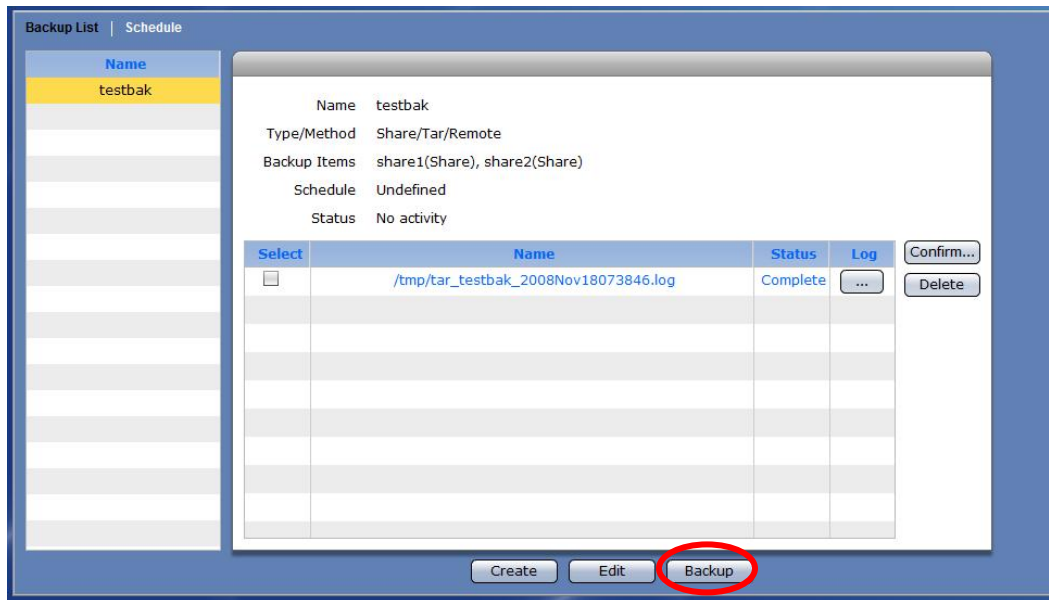 Backup List | Schedule
Name
testbak
Name testbak
Type/Method Share/Tar/Remote
Backup Items share1(Share), share2(Share)
Schedule Undefined
Status No activity
Select Name Status Log
/tmp/tar_testbak_2008Nov18073846.log Complete ...
Confirm...
Delete
Create Edit Backup